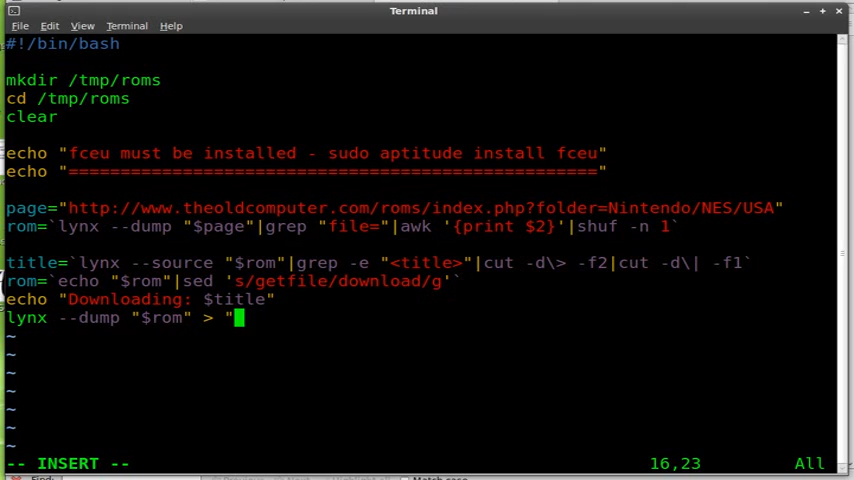 Terminal
File Edit View Terminal Help
#!/bin/bash
mkdir /tmp/roms
cd /tmp/roms
clear
echo "fceu must be installed - sudo aptitude install fceu"
echo "==================================================="
page="http://www.theoldcomputer.com/roms/index.php?folder=Nintendo/NES/USA"
rom=`lynx --dump "$page"|grep "file="|awk '{print $2}'|shuf -n 1`
title=`lynx --source "$rom"|grep -e "<title>"|cut -d\> -f2|cut -d\| -f1`
rom=`echo "$rom"|sed 's/getfile/download/g'`
echo "Downloading: $title"
lynx --dump "$rom" > "
~
~
~
~
~
~
~
-- INSERT -- 16,23 All
Find: Match case